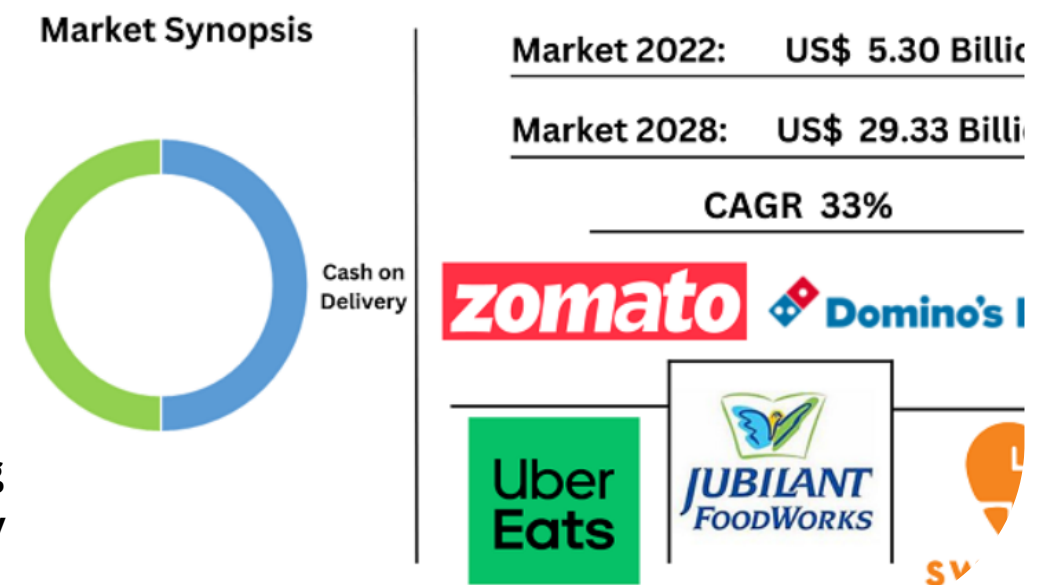 Market Synopsis
Cash on
Delivery
Market 2022: US$ 5.30
Market 2028: US$ 29.33
CAGR 33%
zomato
Domino's
Uber
Eats
JUBILANT
FOODWORKS